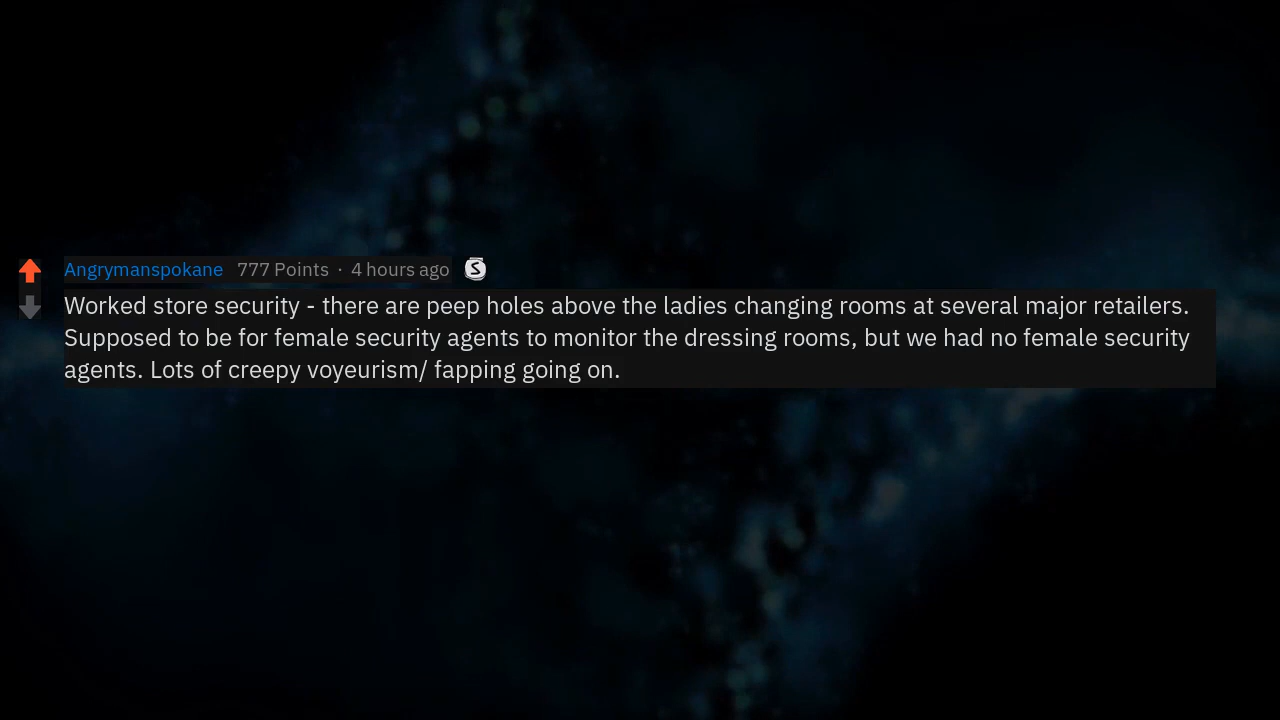 Angrymanspokane 777 Points · 4 hours ago S
Worked store security - there are peep holes above the ladies changing rooms at several major retailers.
Supposed to be for female security agents to monitor the dressing rooms, but we had no female security
agents. Lots of creepy voyeurism/ fapping going on.